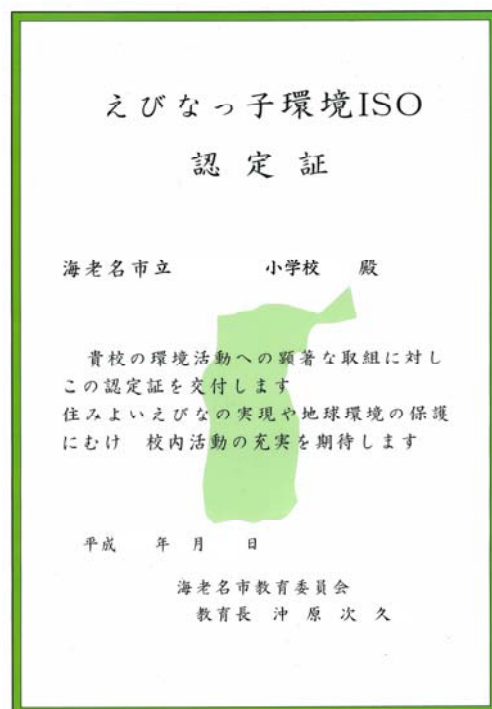 えびなっ子環境ISO
認定証
海老名市立　　　　　小学校　殿
貴校の環境活動への顕著な取組に対し
この認定証を交付します
住みよいえびなの実現や地球環境の保護
にむけ　校内活動の充実を期待します
平成　　年　月　　日
海老名市教育委員会
教育長　沖　原　次　久